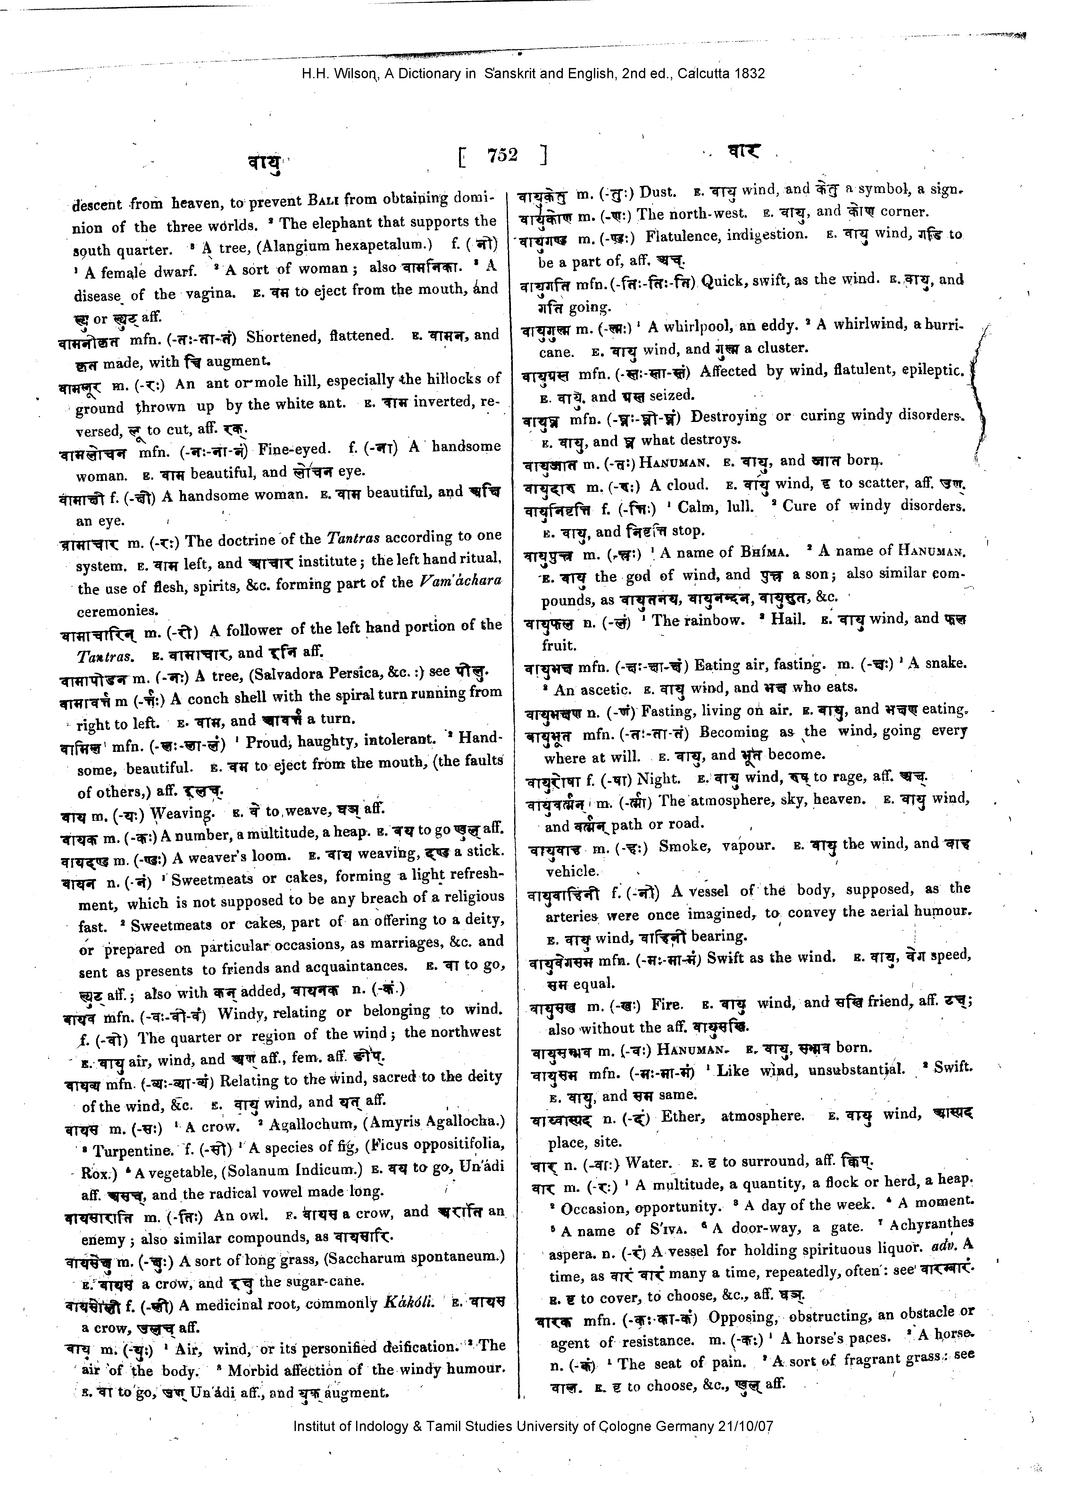 H.H. Wilson, A Dictionary in Sanskrit and English, 2nd ed., Calcutta 1832
वायु [ 752 ] वार
descent from heaven, to prevent BALI from obtaining domi-
nion of the three worlds. ² The elephant that supports the
south quarter. ³ A tree, (Alangium hexapetalum.) f. (-नी)
¹ A female dwarf. ² A sort of woman; also वामनिका. ³ A
disease of the vagina. E. वम to eject from the mouth, and
ल्यु or ल्युट् aff.
वामनीकृत mfn. (-तः-ता-तं) Shortened, flattened. E. वामन, and
कृत made, with च्वि augment.
वामलूर m. (-रः) An ant or mole hill, especially the hillocks of
ground thrown up by the white ant. E. वाम inverted, re-
versed, लू to cut, aff. रक्.
वामलोचन mfn. (-नः-ना-नं) Fine-eyed. f. (-ना) A handsome
woman. E. वाम beautiful, and लोचन eye.
वामाक्षी f. (-क्षी) A handsome woman. E. वाम beautiful, and अक्षि
an eye.
वामाचार m. (-रः) The doctrine of the Tantras according to one
system. E. वाम left, and आचार institute; the left hand ritual,
the use of flesh, spirits, &c. forming part of the Vamáchara
ceremonies.
वामाचारिन् m. (-री) A follower of the left hand portion of the
Tantras. E. वामाचार, and इनि aff.
वामापीडन m. (-नः) A tree, (Salvadora Persica, &c.:) see पीलु.
वामावर्त्त m (-र्त्तः) A conch shell with the spiral turn running from
right to left. E. वाम, and आवर्त्त a turn.
वामिल mfn. (-लः-ला-लं) ¹ Proud, haughty, intolerant. ² Hand-
some, beautiful. E. वम to eject from the mouth, (the faults
of others,) aff. इलच्.
वाय m. (-यः) Weaving. E. वे to weave, घञ् aff.
वायक m. (-कः) A number, a multitude, a heap. E. वय to go ण्वुल् aff.
वायदण्ड m. (-ण्डः) A weaver's loom. E. वाय weaving, दण्ड a stick.
वायन n. (-नं) ¹ Sweetmeats or cakes, forming a light refresh-
ment, which is not supposed to be any breach of a religious
fast. ² Sweetmeats or cakes, part of an offering to a deity,
or prepared on particular occasions, as marriages, &c. and
sent as presents to friends and acquaintances. E. वा to go,
ल्युट् aff.; also with कन् added, वायनक n. (-कं.)
वायव mfn. (-वः-वी-वं) Windy, relating or belonging to wind.
f. (-वी) The quarter or region of the wind; the northwest
E. वायु air, wind, and अण् aff., fem. aff. ङीप्.
वायव्य mfn. (-व्यः-व्या-व्यं) Relating to the wind, sacred to the deity
of the wind, &c. E. वायु wind, and यत् aff.
वायस m. (-सः) ¹ A crow. ² Agallochum, (Amyris Agallocha.)
³ Turpentine. f. (-सी) ¹ A species of fig, (Ficus oppositifolia,
Rox.) ² A vegetable, (Solanum Indicum.) E. वय to go, Un'ádi
aff. असच्, and the radical vowel made long.
वायसाराति m. (-तिः) An owl. E. वायस a crow, and अराति an
enemy; also similar compounds, as वायसारि.
वायसेक्षु m. (-क्षुः) A sort of long grass, (Saccharum spontaneum.)
E. वायस a crow, and इक्षु the sugar-cane.
वायसोली f. (-ली) A medicinal root, commonly Kákóli. E. वायस
a crow, उलच् aff.
वायु m. (-युः) ¹ Air, wind, or its personified deification. ² The
air of the body. ³ Morbid affection of the windy humour.
E. वा to go, उण् Un'ádi aff., and युक् augment.
वायुकेतु m. (-तुः) Dust. E. वायु wind, and केतु a symbol, a sign.
वायुकोण m. (-णः) The north-west. E. वायु, and कोण corner.
वायुगण्ड m. (-ण्डः) Flatulence, indigestion. E. वायु wind, गडि to
be a part of, aff. अच्.
वायुगति mfn. (-तिः-तिः-ति) Quick, swift, as the wind. E. वायु, and
गति going.
वायुगुल्म m. (-ल्मः) ¹ A whirlpool, an eddy. ² A whirlwind, a hurri-
cane. E. वायु wind, and गुल्म a cluster.
वायुग्रस्त mfn. (-स्तः-स्ता-स्तं) Affected by wind, flatulent, epileptic.
E. वायु, and ग्रस्त seized.
वायुघ्न mfn. (-घ्नः-घ्नी-घ्नं) Destroying or curing windy disorders.
E. वायु, and घ्न what destroys.
वायुजात m. (-तः) HANUMAN. E. वायु, and जात born.
वायुदारु m. (-रुः) A cloud. E. वायु wind, दृ to scatter, aff. उण्.
वायुनिवृत्ति f. (-त्तिः) ¹ Calm, lull. ² Cure of windy disorders.
E. वायु, and निवृत्ति stop.
वायुपुत्त्र m. (-त्त्रः) ¹ A name of BHÍMA. ² A name of HANUMAN.
E. वायु the god of wind, and पुत्त्र a son; also similar com-
pounds, as वायुतनय, वायुनन्दन, वायुसुत, &c.
वायुफल n. (-लं) ¹ The rainbow. ² Hail. E. वायु wind, and फल
fruit.
वायुभक्ष mfn. (-क्षः-क्षा-क्षं) Eating air, fasting. m. (-क्षः) ¹ A snake.
² An ascetic. E. वायु wind, and भक्ष who eats.
वायुभक्षण n. (-णं) Fasting, living on air. E. वायु, and भक्षण eating.
वायुभूत mfn. (-तः-ता-तं) Becoming as the wind, going every
where at will. E. वायु, and भूत become.
वायुरोषा f. (-षा) Night. E. वायु wind, रुष् to rage, aff. अच्.
वायुवर्त्मन् m. (-र्त्मा) The atmosphere, sky, heaven. E. वायु wind,
and वर्त्मन् path or road.
वायुवाह m. (-हः) Smoke, vapour. E. वायु the wind, and वाह
vehicle.
वायुवाहिनी f. (-नी) A vessel of the body, supposed, as the
arteries were once imagined, to convey the aerial humour.
E. वायु wind, वाहिनी bearing.
वायुवेगसम mfn. (-मः-मा-मं) Swift as the wind. E. वायु, वेग speed,
सम equal.
वायुसख m. (-खः) Fire. E. वायु wind, and सखि friend, aff. टच्;
also without the aff. वायुसखि.
वायुसम्भव m. (-वः) HANUMAN. E. वायु, सम्भव born.
वायुसम mfn. (-मः-मा-मं) ¹ Like wind, unsubstantial. ² Swift.
E. वायु, and सम same.
वाय्वास्पद n. (-दं) Ether, atmosphere. E. वायु wind, आस्पद
place, site.
वार् n. (-वाः) Water. E. वृ to surround, aff. क्विप्.
वार m. (-रः) ¹ A multitude, a quantity, a flock or herd, a heap.
² Occasion, opportunity. ³ A day of the week. ⁴ A moment.
⁵ A name of S'IVA. ⁶ A door-way, a gate. ⁷ Achyranthes
aspera. n. (-रं) A vessel for holding spirituous liquor. adv. A
time, as वारं वारं many a time, repeatedly, often: see वारम्वारं.
E. वृ to cover, to choose, &c., aff. घञ्.
वारक mfn. (-कः-का-कं) Opposing, obstructing, an obstacle or
agent of resistance. m. (-कः) ¹ A horse's paces. ² A horse.
n. (-कं) ¹ The seat of pain. ² A sort of fragrant grass: see
वाल. E. वृ to choose, &c., ण्वुल् aff.
Institut of Indology & Tamil Studies University of Cologne Germany 21/10/07